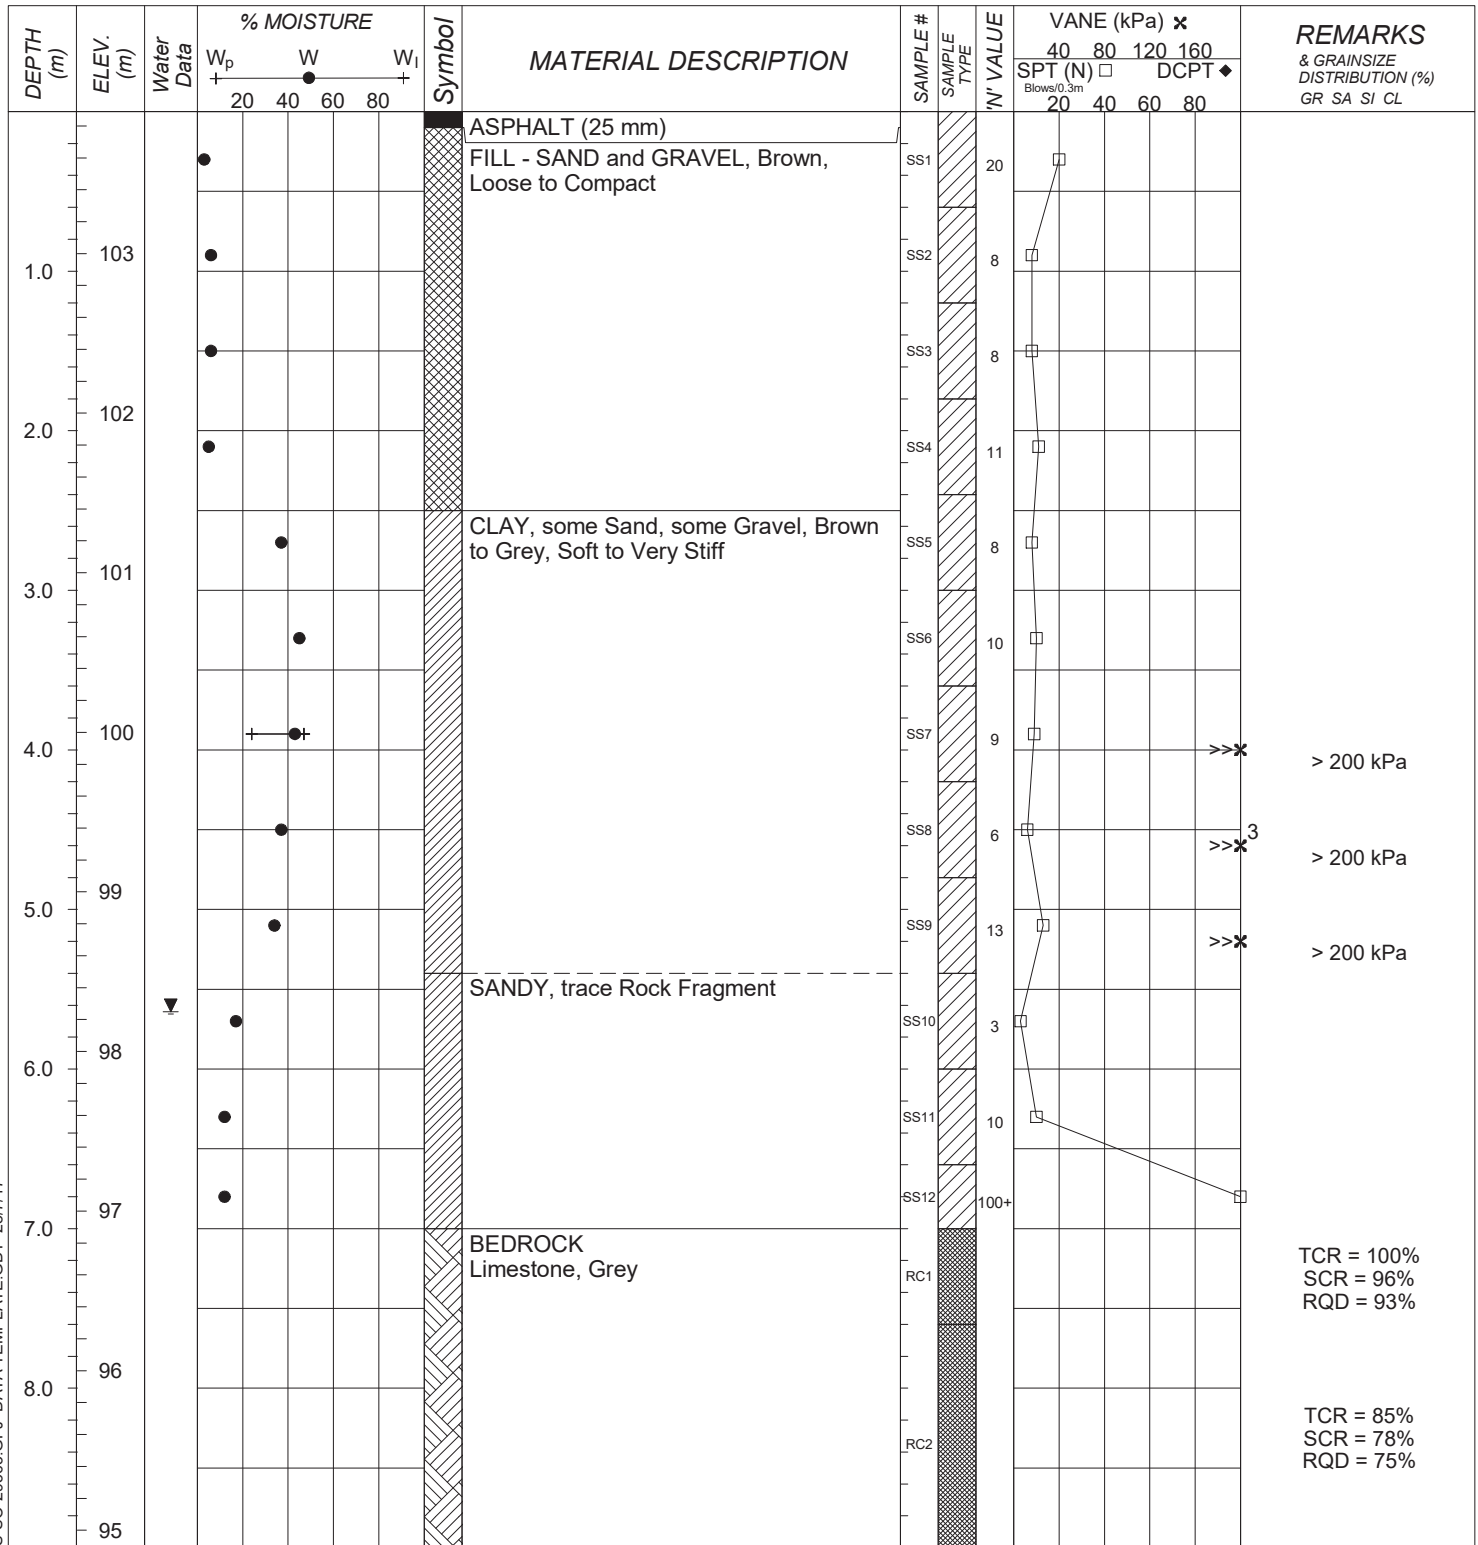 DEPTH (m)
ELEV. (m)
Water Data
% MOISTURE
Wp W Wl
20 40 60 80
Symbol
MATERIAL DESCRIPTION
SAMPLE #
SAMPLE TYPE
'N' VALUE
VANE (kPa)
40 80 120 160
SPT (N) DCPT
Blows/0.3m
20 40 60 80
REMARKS
& GRAINSIZE
DISTRIBUTION (%)
GR SA SI CL
ASPHALT (25 mm)
FILL - SAND and GRAVEL, Brown,
Loose to Compact
SS1 20
103
SS2 8
1.0
SS3 8
102
2.0
SS4 11
CLAY, some Sand, some Gravel, Brown
to Grey, Soft to Very Stiff
SS5 8
101
3.0
SS6 10
100
SS7 9
4.0
>>
> 200 kPa
SS8 6
3
>>
> 200 kPa
99
5.0
SS9 13
>>
> 200 kPa
SANDY, trace Rock Fragment
SS10 3
98
6.0
SS11 10
SS12 100+
97
7.0
BEDROCK
Limestone, Grey
RC1
TCR = 100%
SCR = 96%
RQD = 93%
96
8.0
RC2
TCR = 85%
SCR = 78%
RQD = 75%
95